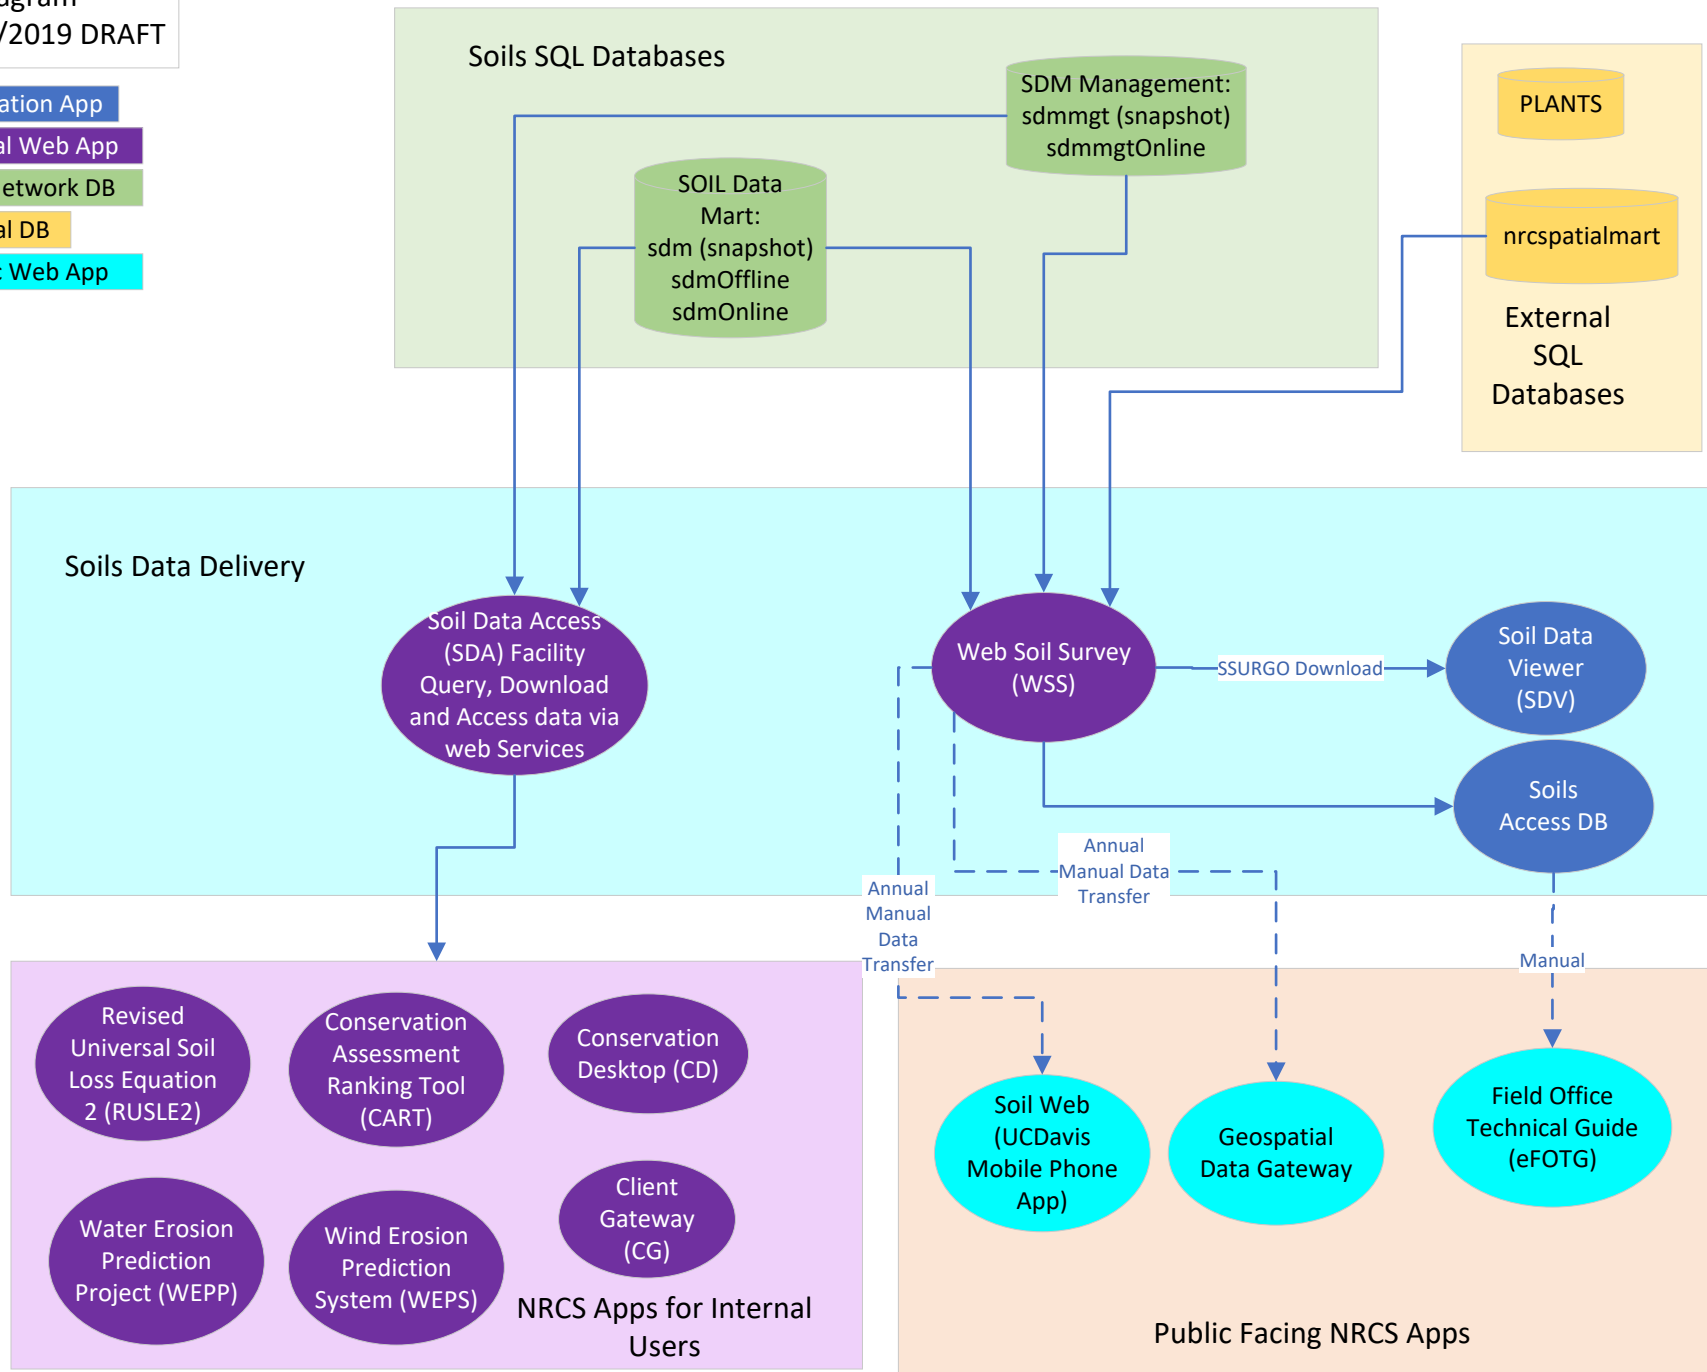 /2019 DRAFT
Web App
DB
DB
Web App
App
Soils SQL Databases
SDM Management:
sdmmgt (snapshot)
sdmmgtOnline
SOIL Data
Mart:
sdm (snapshot)
sdmOffline
sdmOnline
PLANTS
nrcspatialmart
External
SQL
Databases
Soils Data Delivery
Soil Data Access
(SDA) Facility
Query, Download
and Access data via
web Services
Web Soil Survey
(WSS)
SSURGO Download
Soil Data
Viewer
(SDV)
Soils
Access DB
Annual
Manual
Data
Transfer
Annual
Manual Data
Transfer
Manual
Revised
Universal Soil
Loss Equation
2 (RUSLE2)
Conservation
Assessment
Ranking Tool
(CART)
Conservation
Desktop (CD)
Water Erosion
Prediction
Project (WEPP)
Wind Erosion
Prediction
System (WEPS)
Client
Gateway
(CG)
NRCS Apps for Internal
Users
Soil Web
(UCDavis
Mobile Phone
App)
Geospatial
Data Gateway
Field Office
Technical Guide
(eFOTG)
Public Facing NRCS Apps